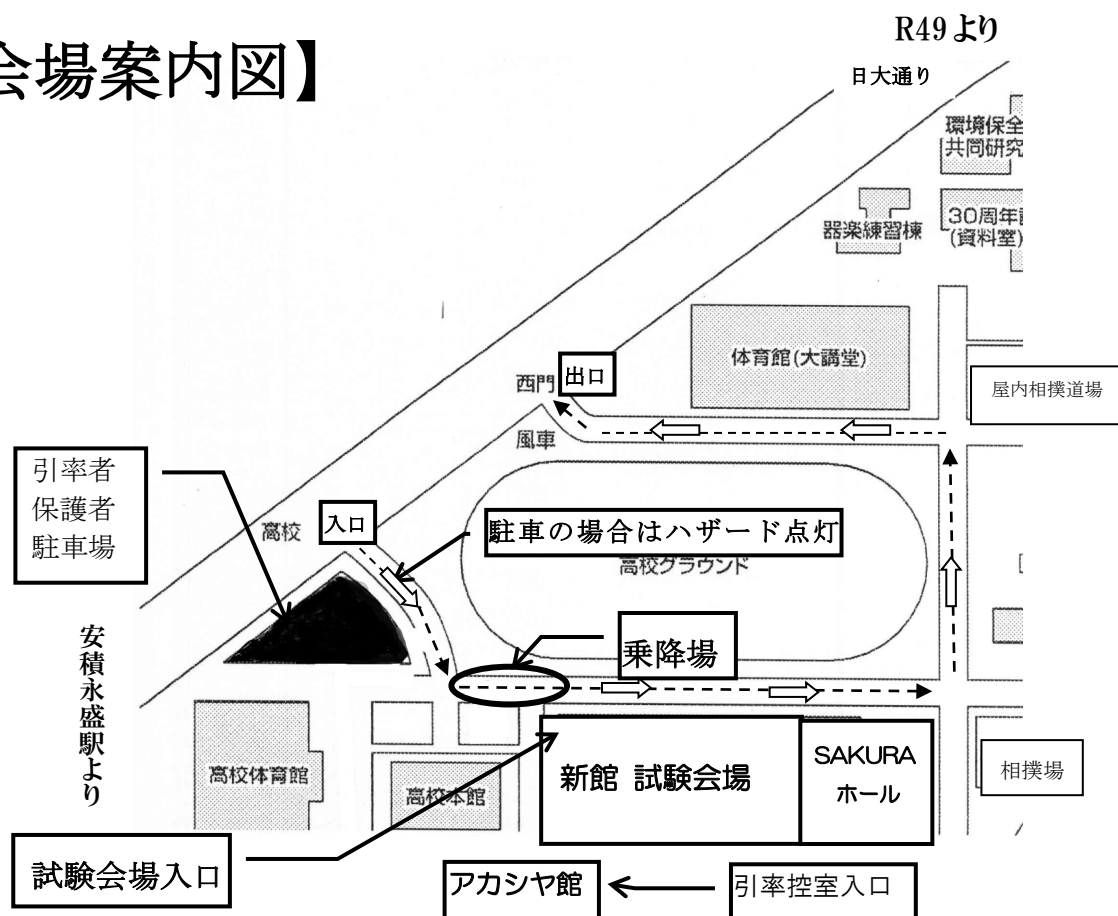 R49より
会場案内図】
日大通り
環境保全
共同研究
器楽練習棟
30周年
(資料室)
体育館(大講堂)
西門
出口
屋内相撲道場
風車
引率者
保護者
駐車場
高校
入口
駐車の場合はハザード点灯
高校グラウンド
安積永盛駅より
乗降場
高校体育館
高校本館
新館 試験会場
SAKURA
ホール
相撲場
試験会場入口
アカシヤ館
引率控室入口